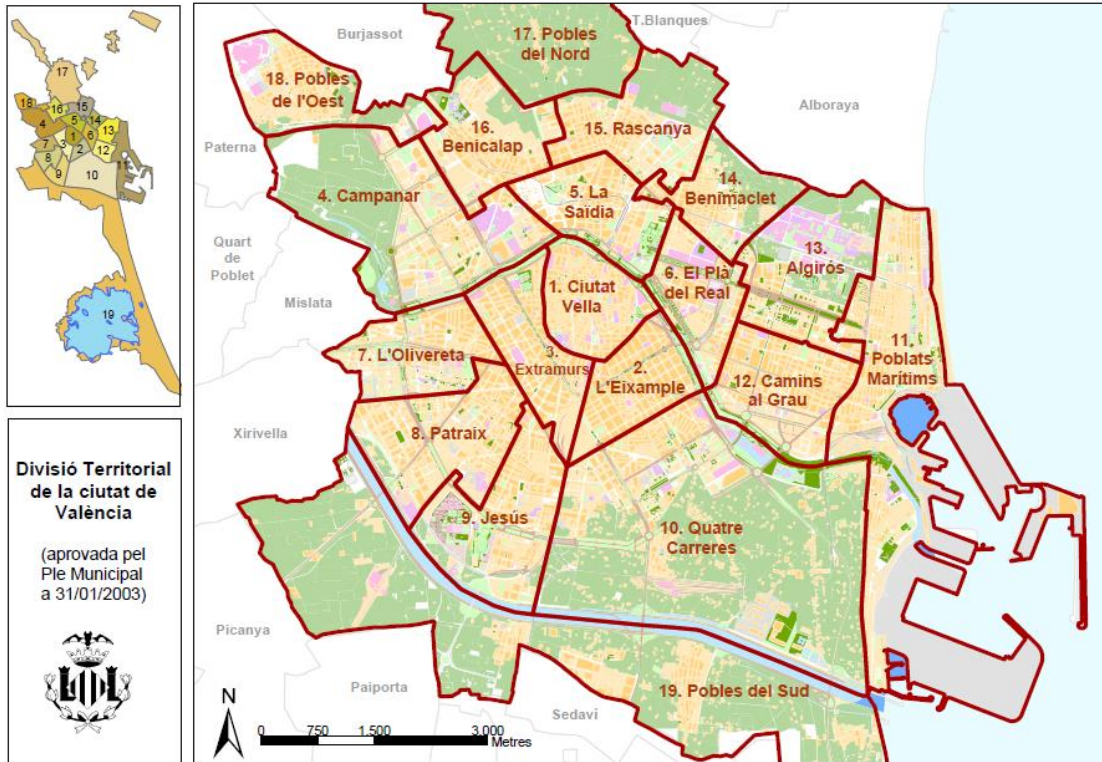 17
18
16
15
4
5
14
13
1
6
7
3
2
12
8
11
9
10
19
Divisió Territorial
de la ciutat de
València
(aprovada pel
Ple Municipal
a 31/01/2003)
Burjassot
T.Blanques
17. Pobles
del Nord
18. Pobles
de l'Oest
Alboraya
16.
Benicalap
15. Rascanya
Paterna
4. Campanar
5. La
Saïdia
14.
Benimaclet
Quart
de
Poblet
13.
Algirós
6. El Plà
del Real
1. Ciutat
Vella
Mislata
7. L'Olivereta
3.
Extramurs
2.
L'Eixample
11.
Poblats
Marítims
12. Camins
al Grau
Xirivella
8. Patraix
9. Jesús
10. Quatre
Carreres
Picanya
Paiporta
19. Pobles del Sud
Sedaví
N
0 750 1.500 3.000
Metres